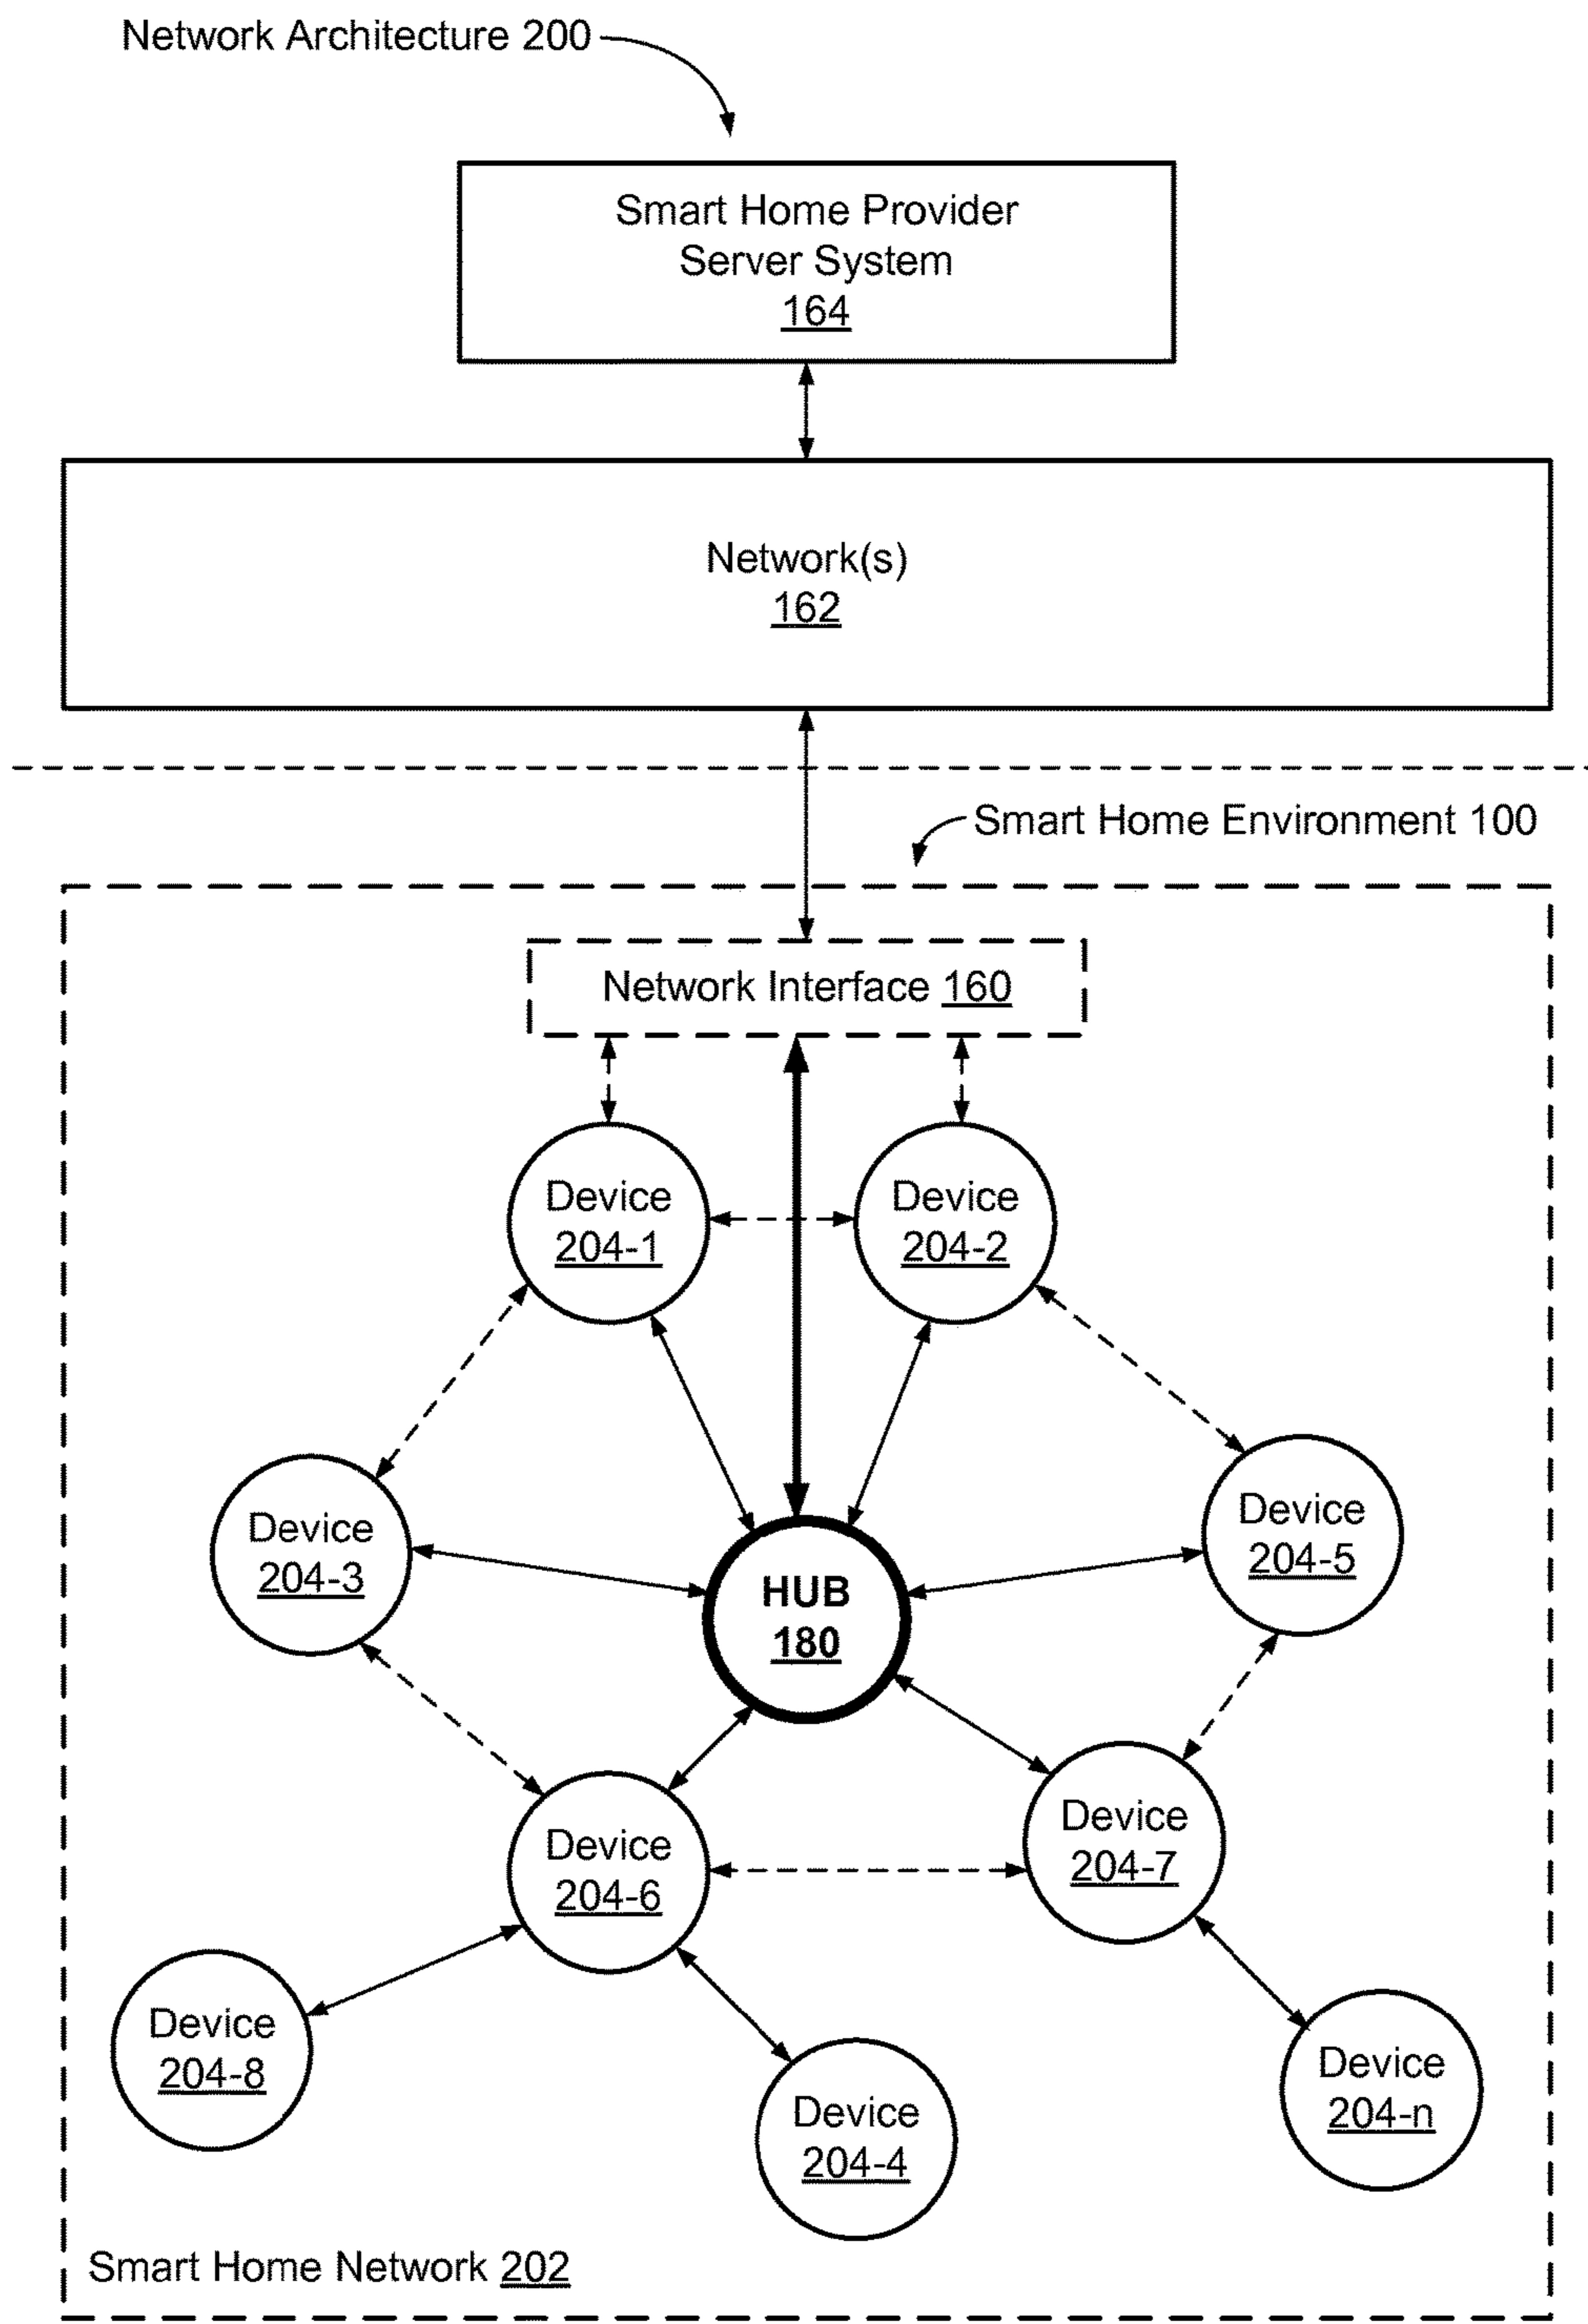 Network Architecture 200
Smart Home Provider
Server System
164
Network(s)
162
Smart Home Environment 100
Network Interface 160
Device
204-1
Device
204-2
Device
204-3
Device
204-5
HUB
180
Device
204-6
Device
204-7
Device
204-8
Device
204-4
Device
204-n
Smart Home Network 202